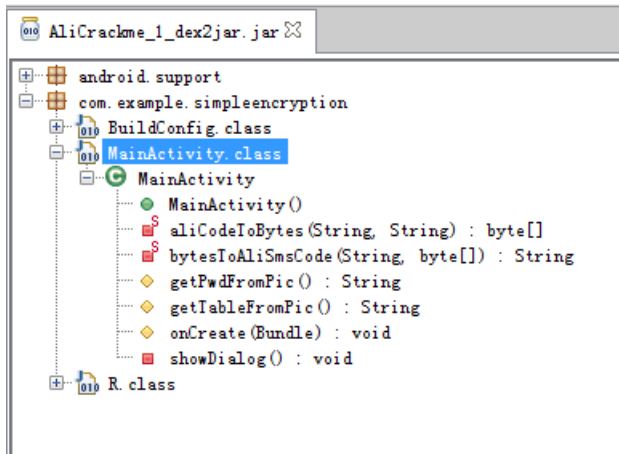 AliCrackme_1_dex2jar.jar
android.support
com.example.simpleencryption
BuildConfig.class
MainActivity.class
MainActivity
MainActivity()
aliCodeToBytes(String, String) : byte[]
bytesToAliSmsCode(String, byte[]) : String
getPwdFromPic() : String
getTableFromPic() : String
onCreate(Bundle) : void
showDialog() : void
R.class